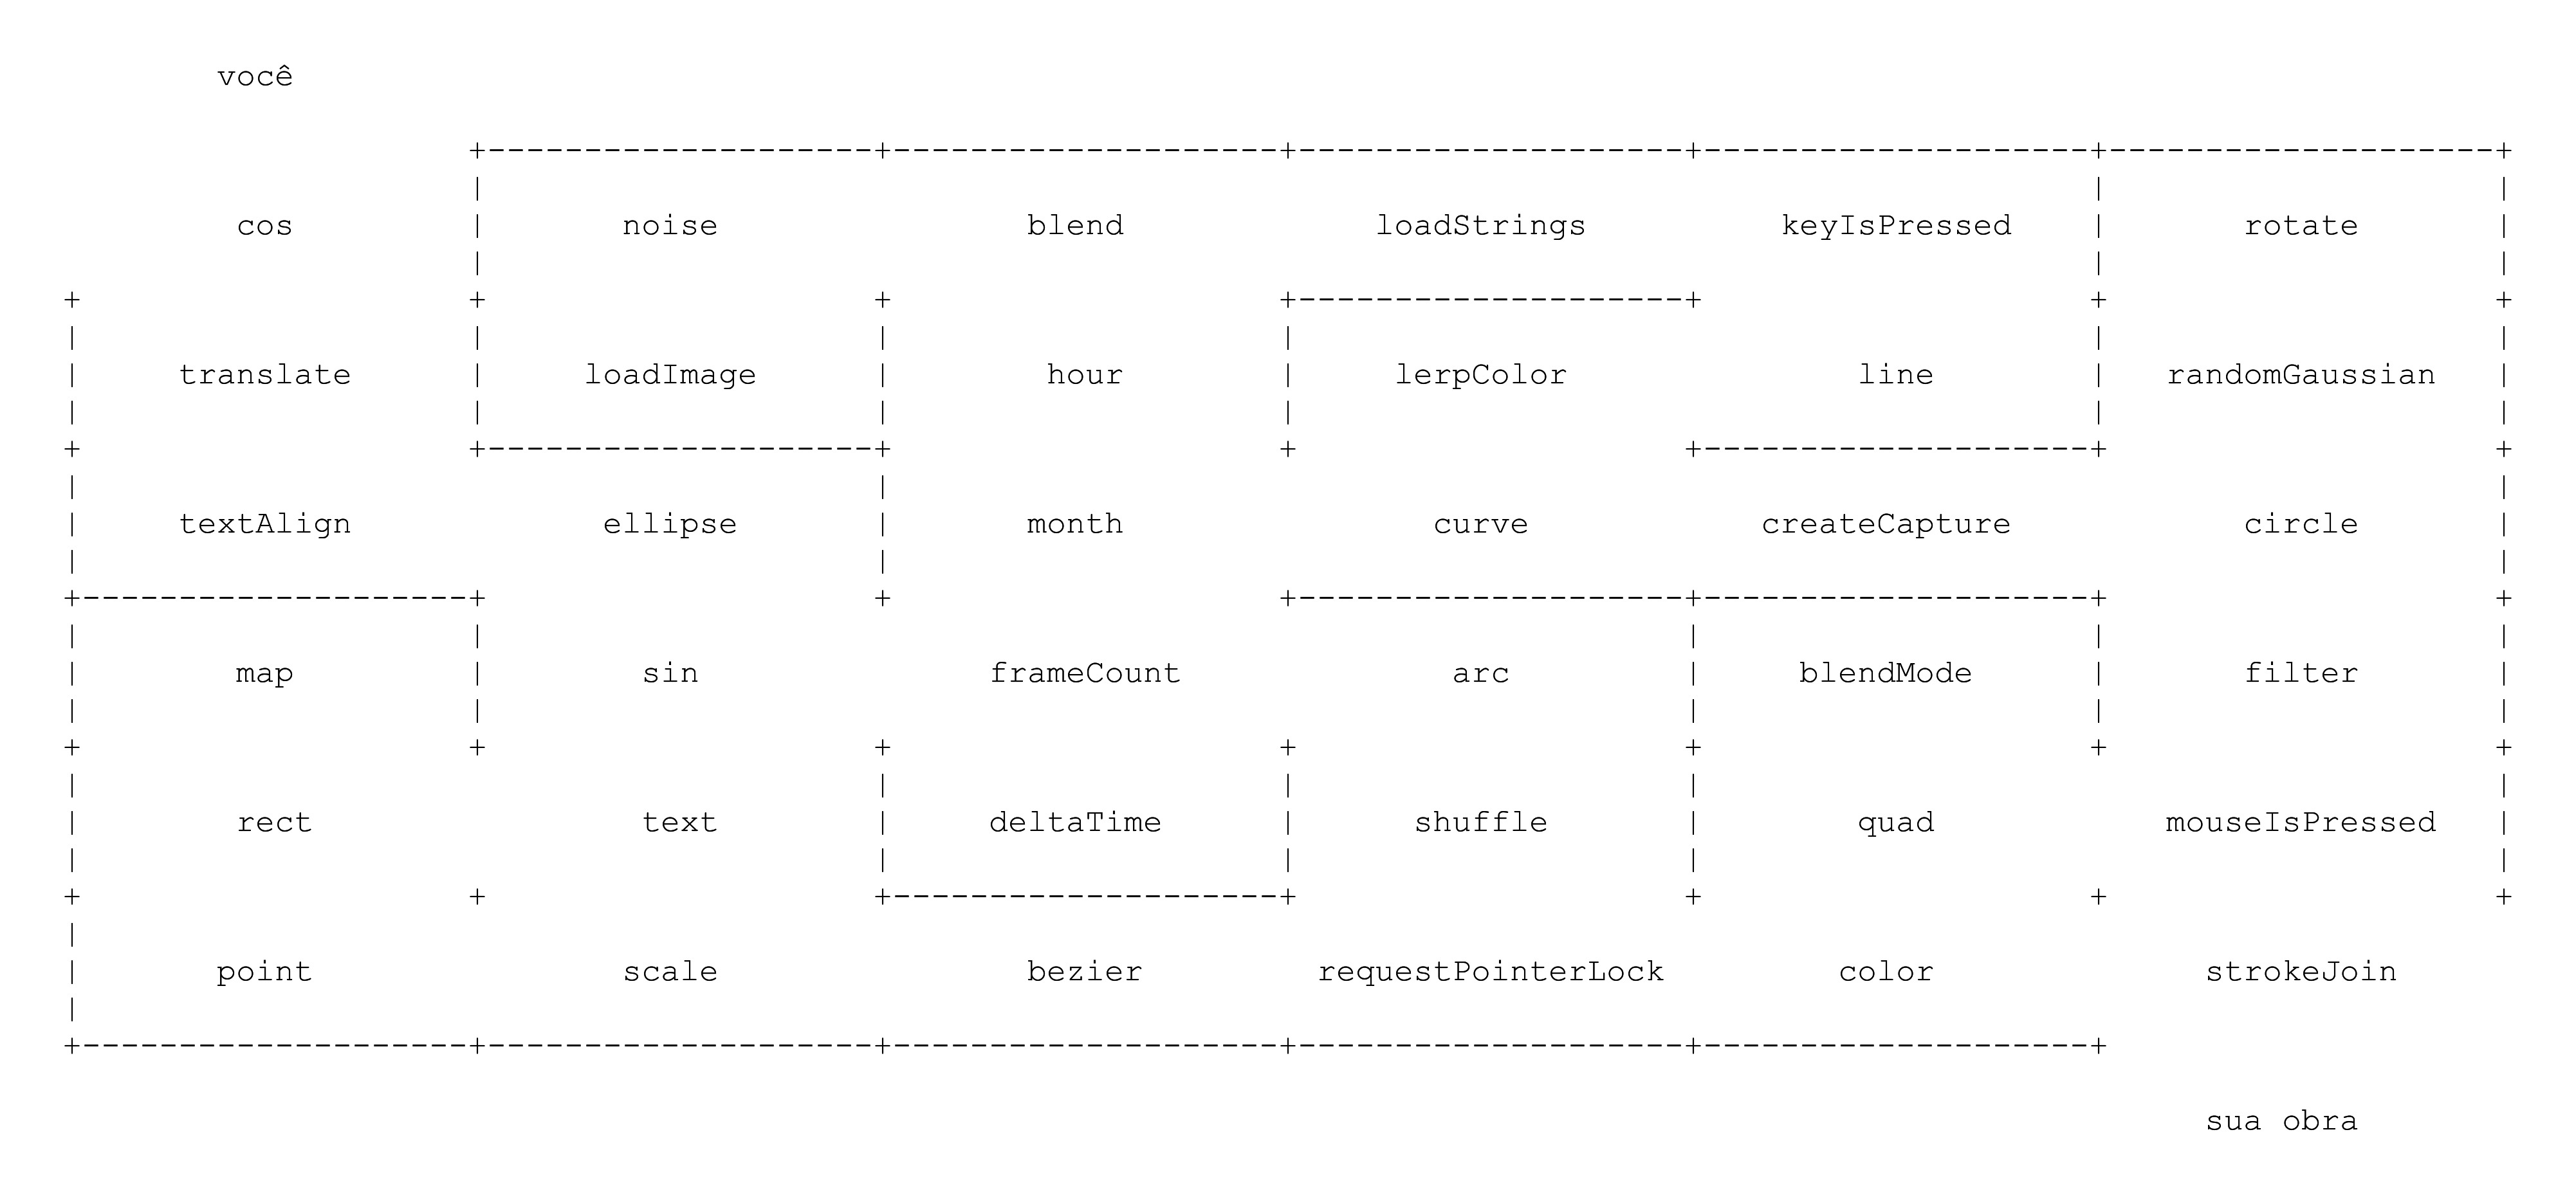 você
cos noise blend loadStrings keyIsPressed rotate
translate loadImage hour lerpColor line randomGaussian
textAlign ellipse month curve createCapture circle
map sin frameCount arc blendMode filter
rect text deltaTime shuffle quad mouseIsPressed
point scale bezier requestPointerLock color strokeJoin
sua obra